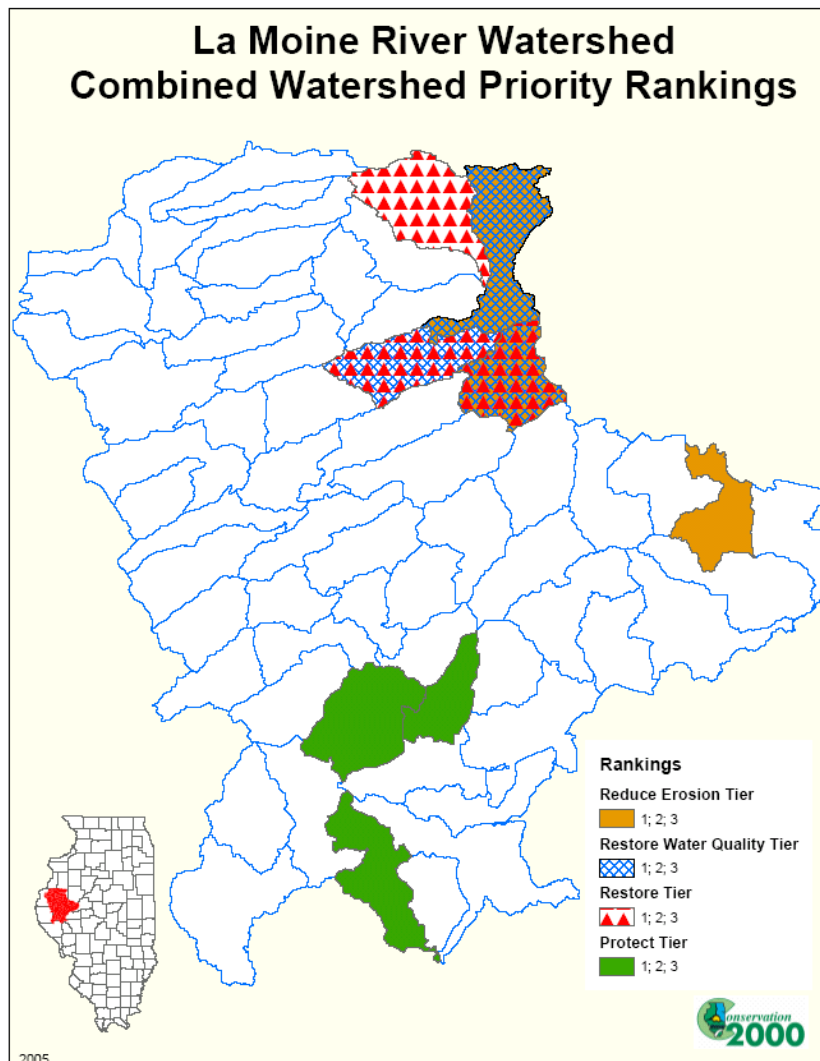 La Moine River Watershed
Combined Watershed Priority Rankings
Rankings
Reduce Erosion Tier
1; 2; 3
Restore Water Quality Tier
1; 2; 3
Restore Tier
1; 2; 3
Protect Tier
1; 2; 3
Conservation
2000
2005